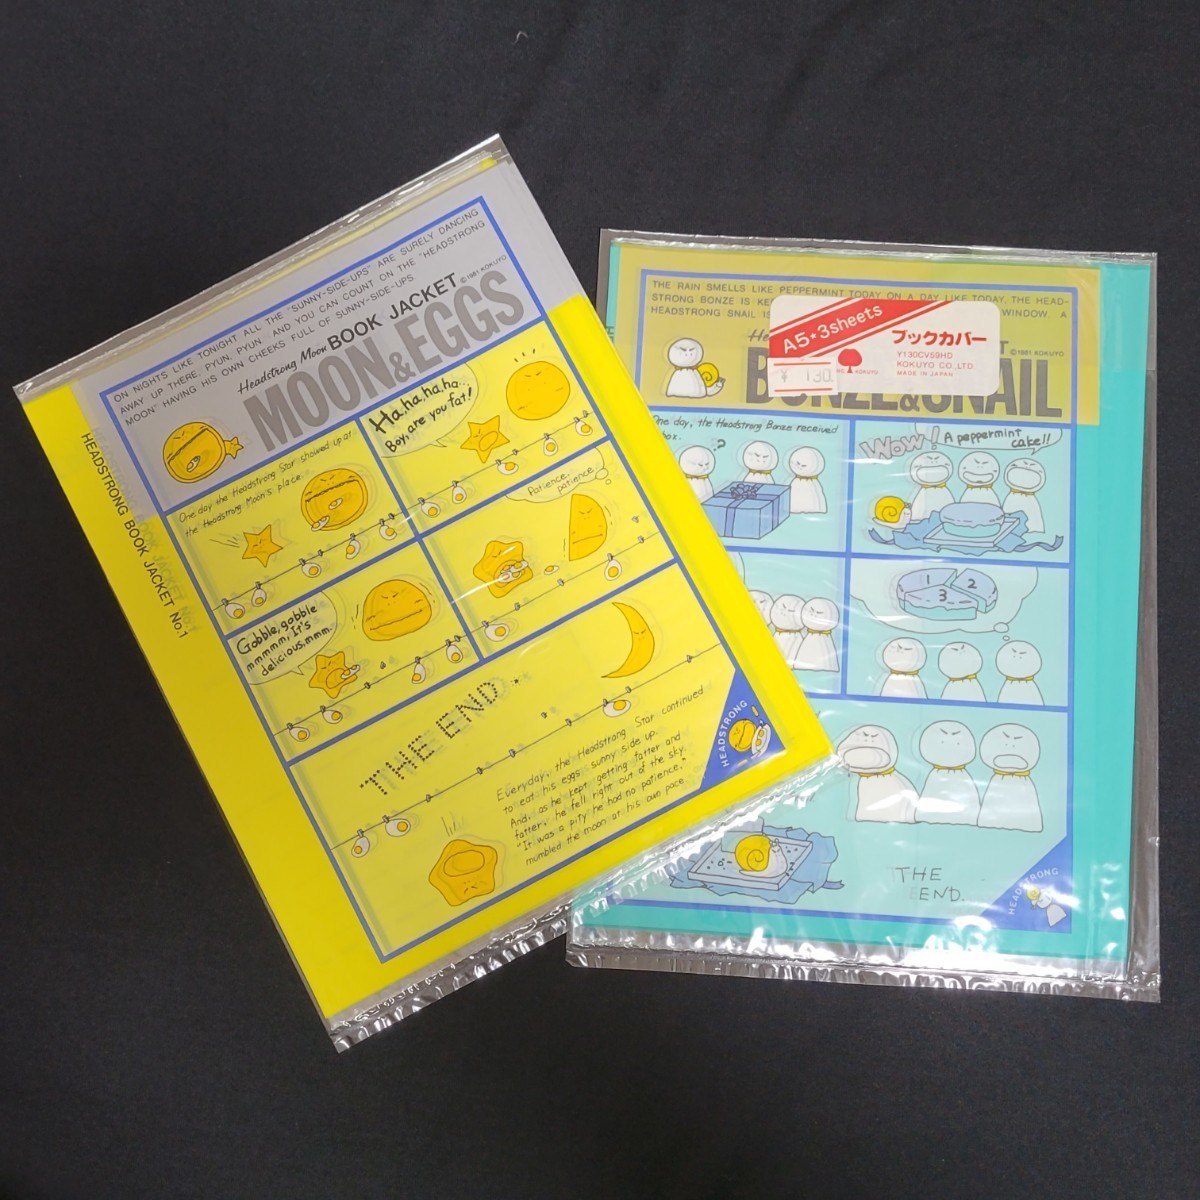 ON NIGHTS LIKE TONIGHT ALL THE "SUNNY-SIDE-UPS" ARE SURELY DANCING
AWAY UP THERE. PYUN, PYUN AND YOU CAN COUNT ON THE "HEADSTRONG
MOON" HAVING HIS OWN CHEEKS FULL OF SUNNY-SIDE-UPS.
Headstrong Moon BOOK JACKET ©1981 KOKUYO
MOON & EGGS
One day the Headstrong Star showed up at
the Headstrong Moon's place.
Ha, ha, ha, ha...
Boy, are you fat!
Gobble, gobble
mmmmm, It's
delicious, mmm.
Patience,
patience.
THE END.
Everyday, the Headstrong Star continued
to eat his eggs sunny side up.
And, as he kept getting fatter and
fatter, he fell right out of the sky.
"It was a pity he had no patience,"
mumbled the moon at his own pace.
HEADSTRONG
HEADSTRONG BOOK JACKET No.1
THE RAIN SMELLS LIKE PEPPERMINT TODAY. ON A DAY LIKE TODAY, THE HEAD-
STRONG BONZE IS
HEADSTRONG SNAIL WINDOW. A
A5★3sheets
ブックカバー
Y130CV59HD
KOKUYO CO., LTD.
MADE IN JAPAN
KOKUYO
¥ 130.
©1981 KOKUYO
BONZE & SNAIL
One day, the Headstrong Bonze received
box.
?
Wow! A peppermint
cake!!
1 2
3
THE
END.
HEADSTRONG